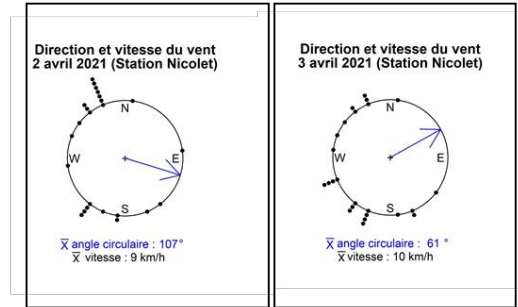 Direction et vitesse du vent
2 avril 2021 (Station Nicolet)
N
W
E
S
X̅ angle circulaire : 107°
X̅ vitesse : 9 km/h
Direction et vitesse du vent
3 avril 2021 (Station Nicolet)
N
W
E
S
X̅ angle circulaire : 61 °
X̅ vitesse : 10 km/h